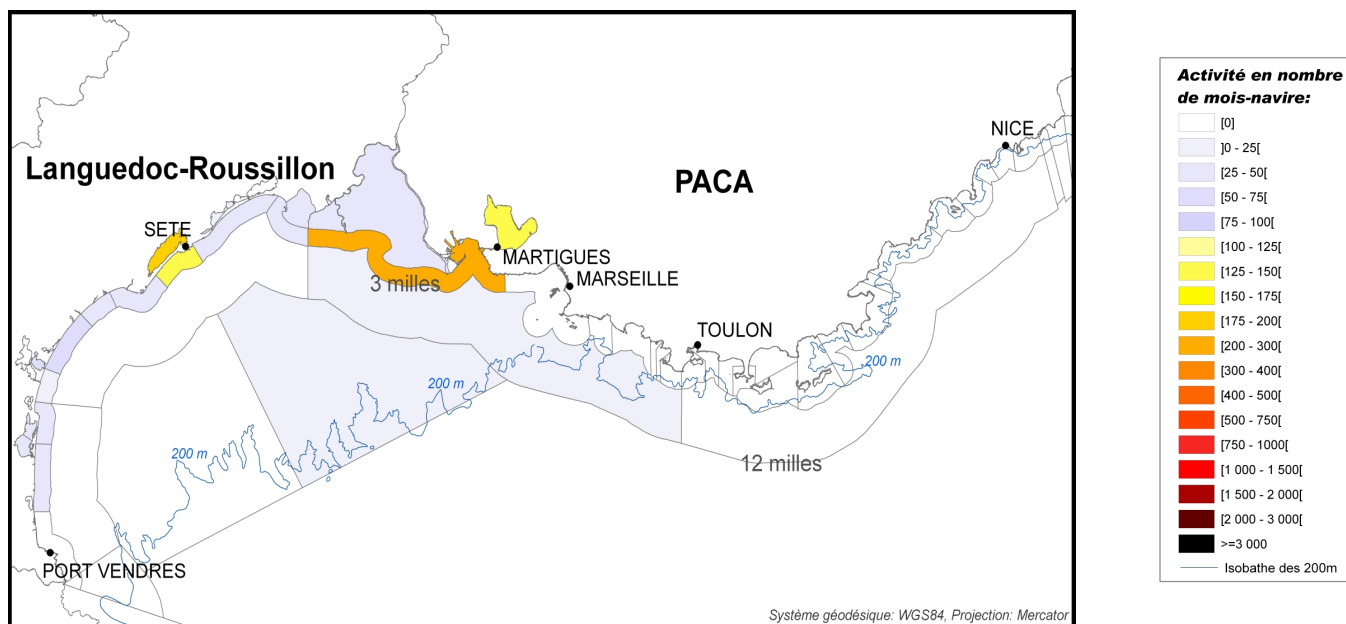 NICE
Languedoc-Roussillon
PACA
SETE
MARTIGUES
MARSEILLE
3 milles
TOULON
200 m
200 m
200 m
12 milles
PORT VENDRES
Système géodésique: WGS84, Projection: Mercator
Activité en nombre
de mois-navire:
[0]
]0 - 25[
[25 - 50[
[50 - 75[
[75 - 100[
[100 - 125[
[125 - 150[
[150 - 175[
[175 - 200[
[200 - 300[
[300 - 400[
[400 - 500[
[500 - 750[
[750 - 1000[
[1 000 - 1 500[
[1 500 - 2 000[
[2 000 - 3 000[
>=3 000
Isobathe des 200m